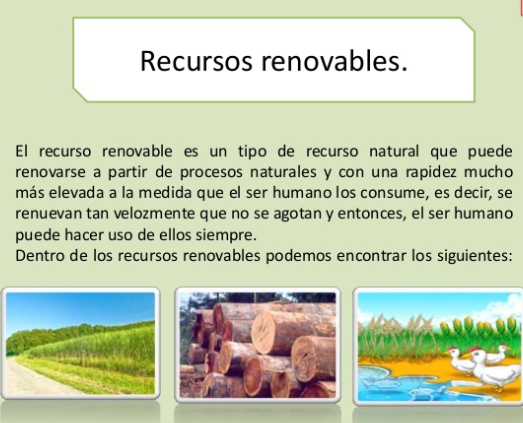 Recursos renovables.
El recurso renovable es un tipo de recurso natural que puede
renovarse a partir de procesos naturales y con una rapidez mucho
más elevada a la medida que el ser humano los consume, es decir, se
renuevan tan velozmente que no se agotan y entonces, el ser humano
puede hacer uso de ellos siempre.
Dentro de los recursos renovables podemos encontrar los siguientes: